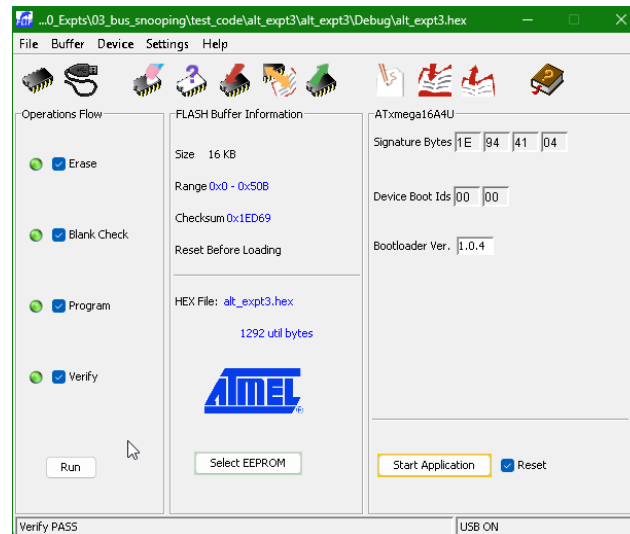 ...0_Expts\03_bus_snooping\test_code\alt_expt3\alt_expt3\Debug\alt_expt3.hex
File Buffer Device Settings Help
Operations Flow
Erase
Blank Check
Program
Verify
Run
FLASH Buffer Information
Size 16 KB
Range 0x0 - 0x50B
Checksum 0x1ED69
Reset Before Loading
HEX File: alt_expt3.hex
1292 util bytes
ATMEL
Select EEPROM
ATxmega16A4U
Signature Bytes 1E 94 41 04
Device Boot Ids 00 00
Bootloader Ver. 1.0.4
Start Application Reset
Verify PASS USB ON